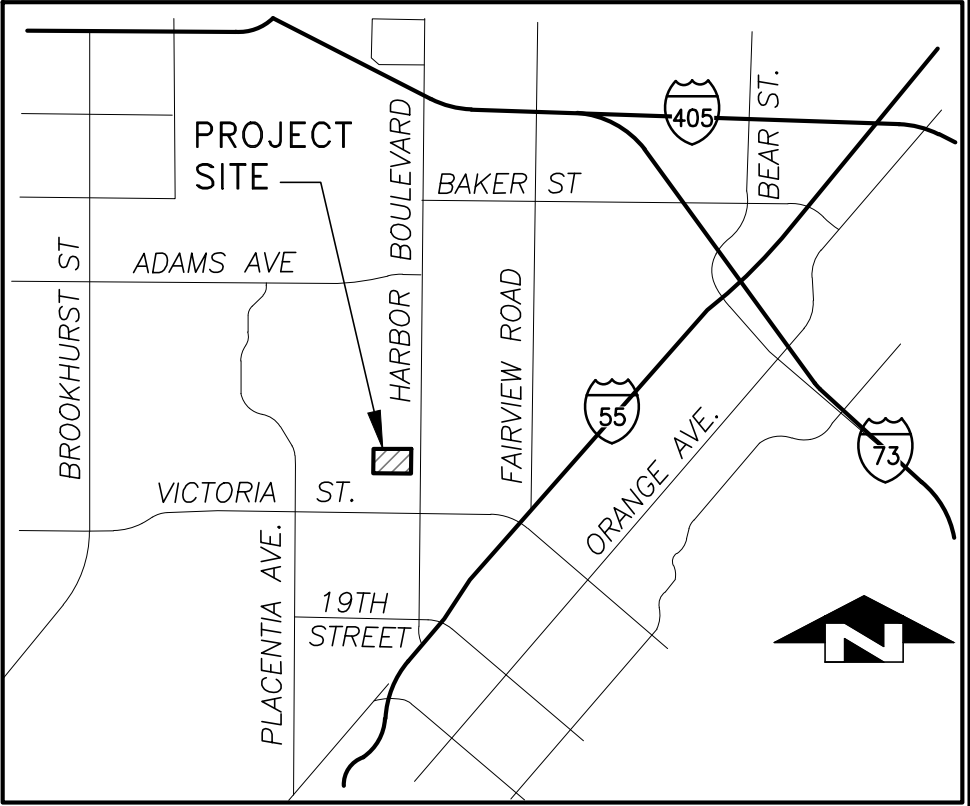 405
BEAR ST.
PROJECT
SITE
HARBOR BOULEVARD
BAKER ST
BROOKHURST ST
ADAMS AVE
FAIRVIEW ROAD
55
ORANGE AVE.
73
VICTORIA ST.
PLACENTIA AVE.
19TH
STREET
N